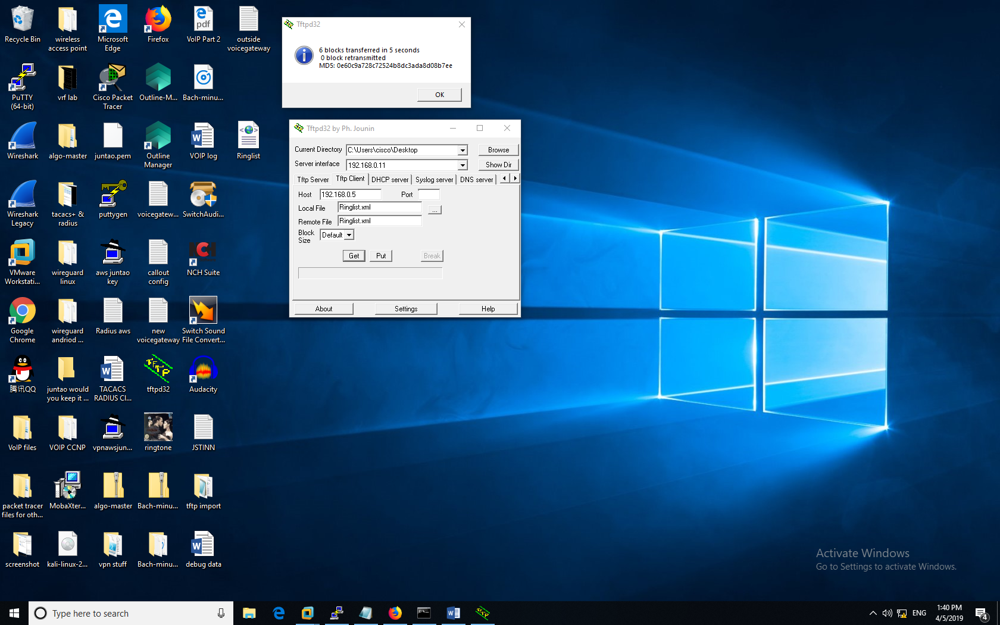 Recycle Bin
wireless
access point
Microsoft
Edge
Firefox
pdf
VoIP Part 2
outside
voicegateway
PuTTY
(64-bit)
vrf lab
Cisco Packet
Tracer
Outline-M...
Bach-minu...
Wireshark
algo-master
juntao.pem
Outline
Manager
VOIP log
Ringlist
Wireshark
Legacy
tacacs+ &
radius
puttygen
voicegatew...
SwitchAudi...
VMware
Workstati...
wireguard
linux
aws juntao
key
callout
config
NCH Suite
Google
Chrome
wireguard
andriod ...
Radius aws
new
voicegateway
Switch Sound
File Convert...
腾讯QQ
juntao would
you keep it ...
TACACS
RADIUS Cl...
TFTP
tftpd32
Audacity
VoIP files
VOIP CCNP
vpnawsjun...
ringtone
JSTINN
packet tracer
files for oth...
MobaXter...
algo-master
Bach-minu...
tftp import
screenshot
kali-linux-2...
vpn stuff
Bach-minu...
debug data
Tftpd32
6 blocks transferred in 5 seconds
0 block retransmitted
MD5: 0e60c9a728c72524b8dc3ada8d08b7ee
OK
Tftpd32 by Ph. Jounin
Current Directory C:\Users\cisco\Desktop Browse
Server interface 192.168.0.11 Show Dir
Tftp Server Tftp Client DHCP server Syslog server DNS server
Host 192.168.0.5 Port
Local File Ringlist.xml ...
Remote File Ringlist.xml
Block
Size Default
Get Put Break
About Settings Help
Activate Windows
Go to Settings to activate Windows.
Type here to search
ENG
1:40 PM
4/5/2019
4